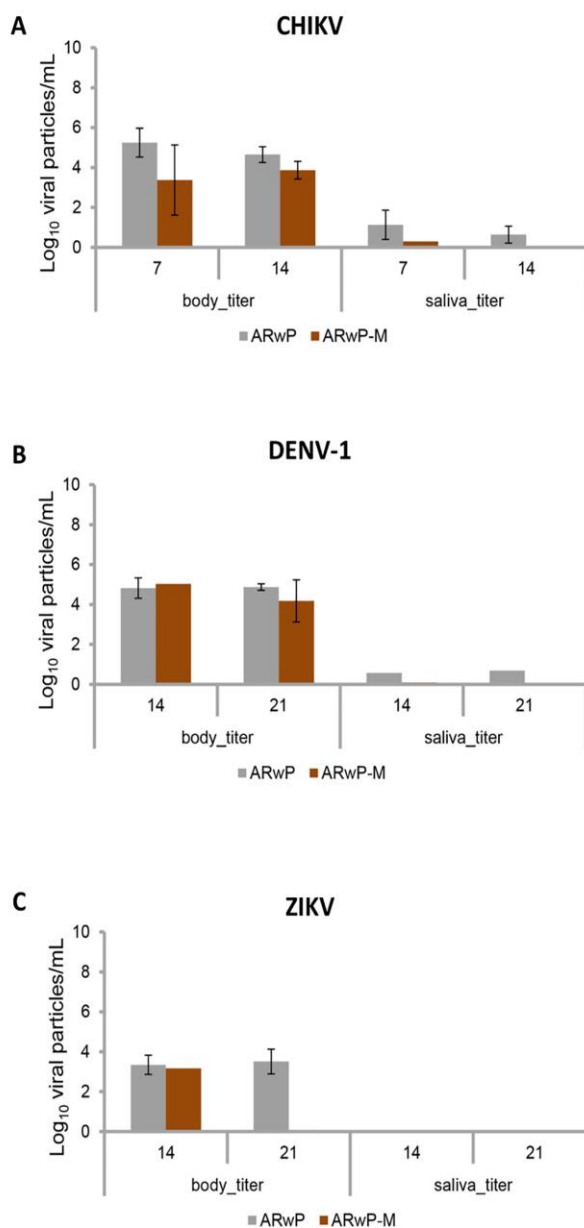 A
CHIKV
Log10 viral particles/mL
10
8
6
4
2
0
7 14 7 14
body_titer saliva_titer
ARwP ARwP-M
B
DENV-1
Log10 viral particles/mL
10
8
6
4
2
0
14 21 14 21
body_titer saliva_titer
ARwP ARwP-M
C
ZIKV
Log10 viral particles/mL
10
8
6
4
2
0
14 21 14 21
body_titer saliva_titer
ARwP ARwP-M